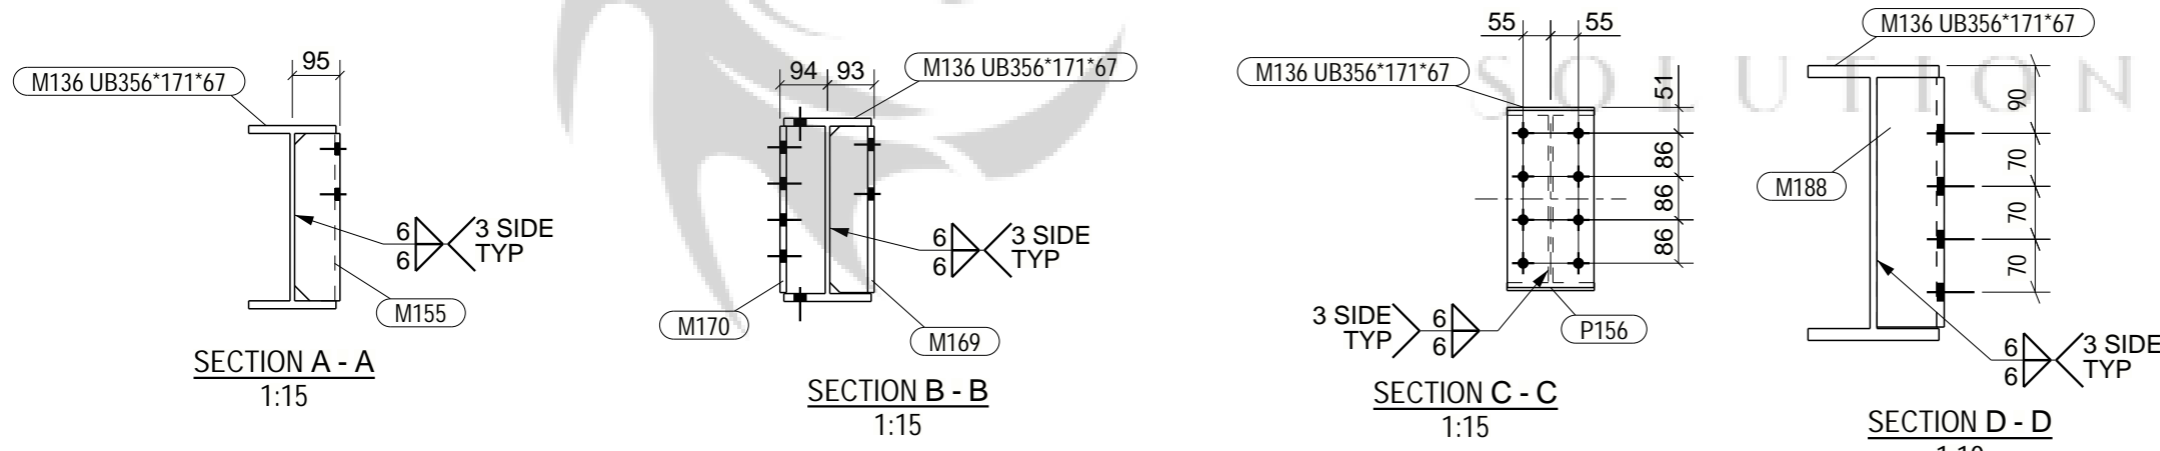 M136 UB356*171*67
95
6
6
3 SIDE
TYP
M155
SECTION A - A
1:15
94
93
M136 UB356*171*67
6
6
3 SIDE
TYP
M170
M169
SECTION B - B
1:15
55
55
M136 UB356*171*67
51
86
86
86
3 SIDE
TYP
6
6
P156
SECTION C - C
1:15
SOLUTION
M136 UB356*171*67
90
70
70
70
M188
6
6
3 SIDE
TYP
SECTION D - D